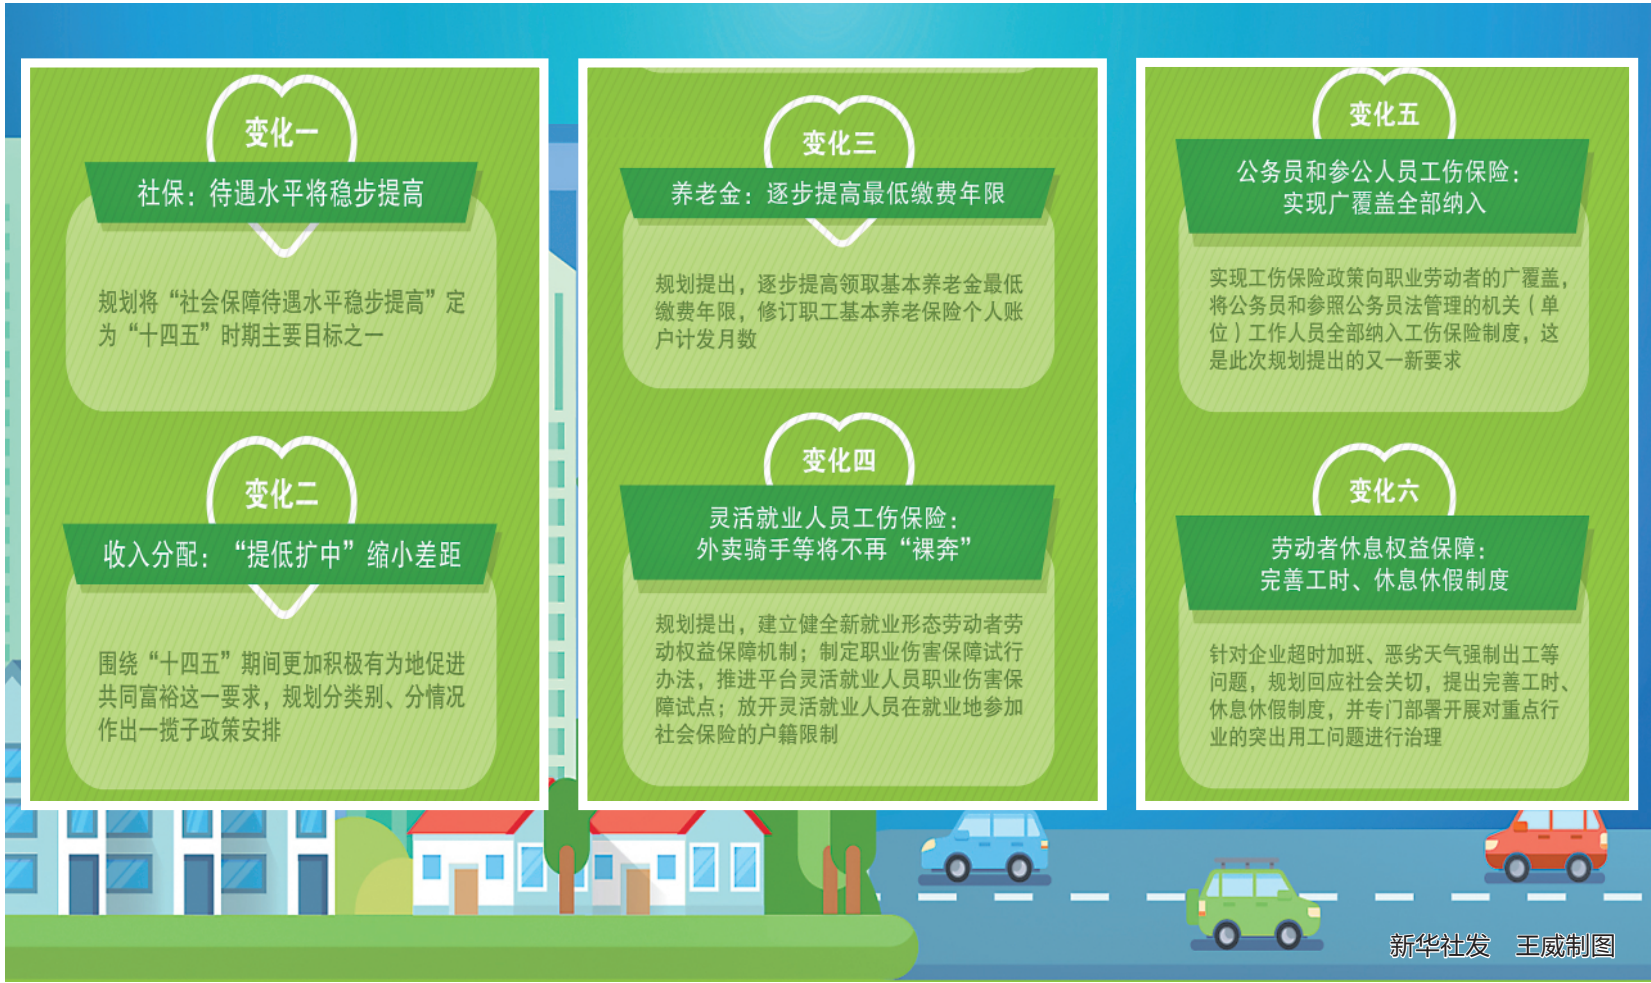 变化一
社保：待遇水平将稳步提高
规划将“社会保障待遇水平稳步提高”定
为“十四五”时期主要目标之一
变化二
收入分配：“提低扩中”缩小差距
围绕“十四五”期间更加积极有为地促进
共同富裕这一要求，规划分类别、分情况
作出一揽子政策安排
变化三
养老金：逐步提高最低缴费年限
规划提出，逐步提高领取基本养老金最低
缴费年限，修订职工基本养老保险个人账
户计发月数
变化四
灵活就业人员工伤保险：
外卖骑手等将不再“裸奔”
规划提出，建立健全新就业形态劳动者劳
动权益保障机制；制定职业伤害保障试行
办法，推进平台灵活就业人员职业伤害保
障试点；放开灵活就业人员在就业地参加
社会保险的户籍限制
变化五
公务员和参公人员工伤保险：
实现广覆盖全部纳入
实现工伤保险政策向职业劳动者的广覆盖，
将公务员和参照公务员法管理的机关（单
位）工作人员全部纳入工伤保险制度，这
是此次规划提出的又一新要求
变化六
劳动者休息权益保障：
完善工时、休息休假制度
针对企业超时加班、恶劣天气强制出工等
问题，规划回应社会关切，提出完善工时、
休息休假制度，并专门部署开展对重点行
业的突出用工问题进行治理
新华社发 王威制图